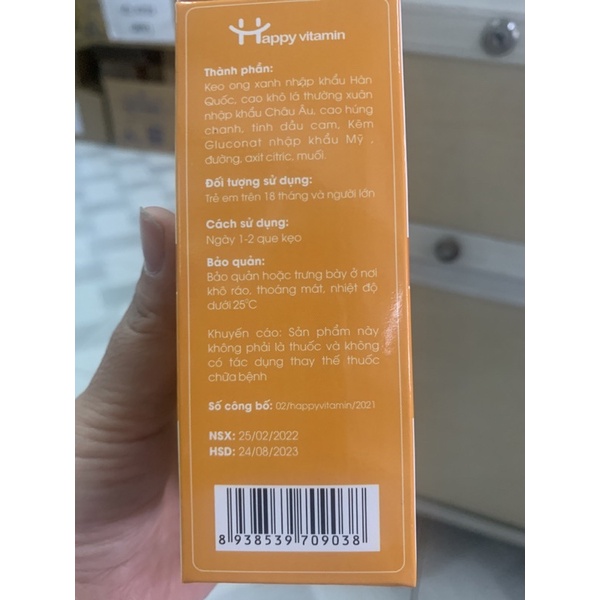 Happy vitamin
Thành phần:
Keo ong xanh nhập khẩu Hàn
Quốc, cao khô lá thường xuân
nhập khẩu Châu Âu, cao húng
chanh, tinh dầu cam, Kẽm
Gluconat nhập khẩu Mỹ ,
đường, axit citric, muối.
Đối tượng sử dụng:
Trẻ em trên 18 tháng và người lớn
Cách sử dụng:
Ngày 1-2 que kẹo
Bảo quản:
Bảo quản hoặc trưng bày ở nơi
khô ráo, thoáng mát, nhiệt độ
dưới 25°C
Khuyến cáo: Sản phẩm này
không phải là thuốc và không
có tác dụng thay thế thuốc
chữa bệnh
Số công bố: 02/happyvitamin/2021
NSX: 25/02/2022
HSD: 24/08/2023
8 938539 709038